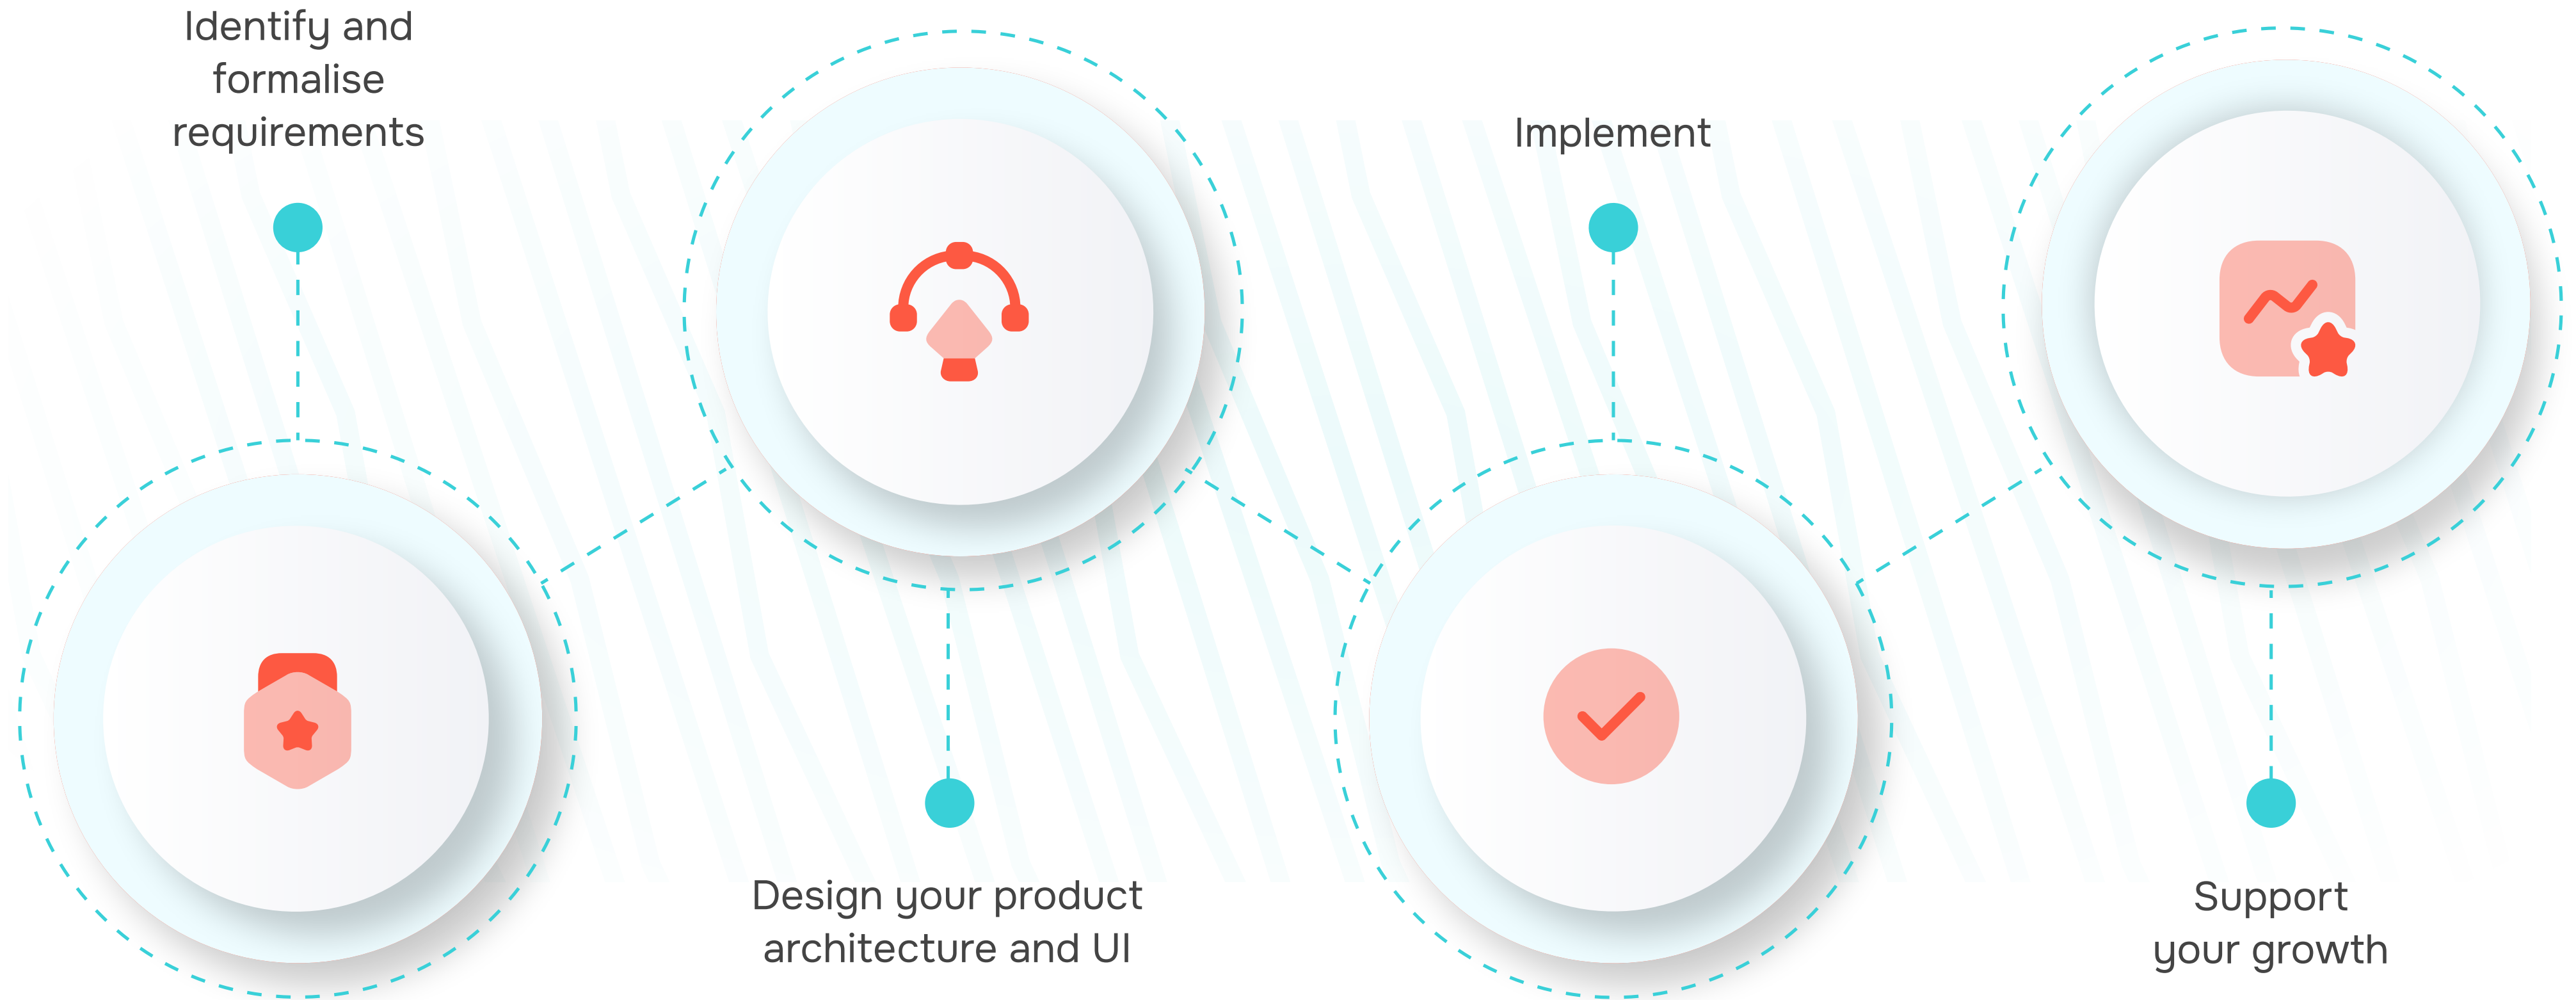 Identify and
formalise
requirements
Design your product
architecture and UI
Implement
Support
your growth